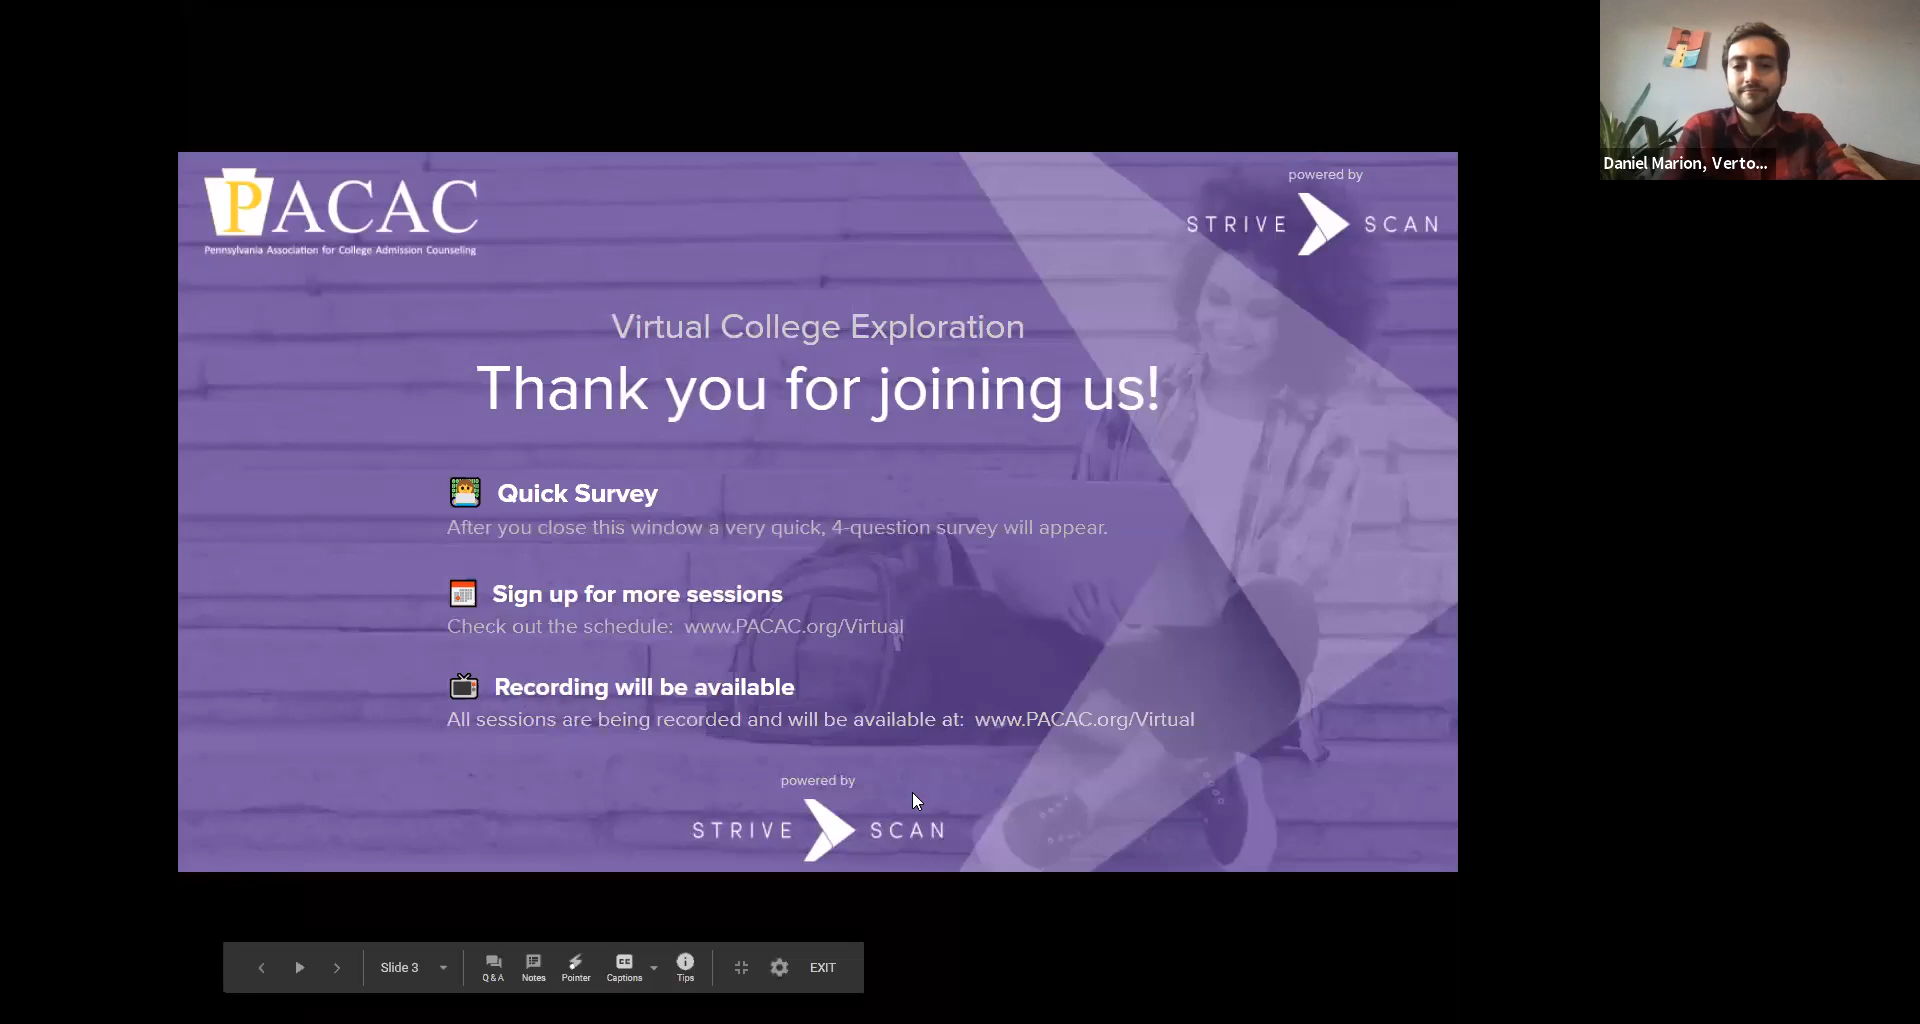 PACAC
Pennsylvania Association for College Admission Counseling
powered by
STRIVE SCAN
Daniel Marion, Verto...
Virtual College Exploration
Thank you for joining us!
Quick Survey
After you close this window a very quick, 4-question survey will appear.
Sign up for more sessions
Check out the schedule: www.PACAC.org/Virtual
Recording will be available
All sessions are being recorded and will be available at: www.PACAC.org/Virtual
powered by
STRIVE SCAN
Slide 3
Q&A
Notes
Pointer
CC
Captions
Tips
EXIT